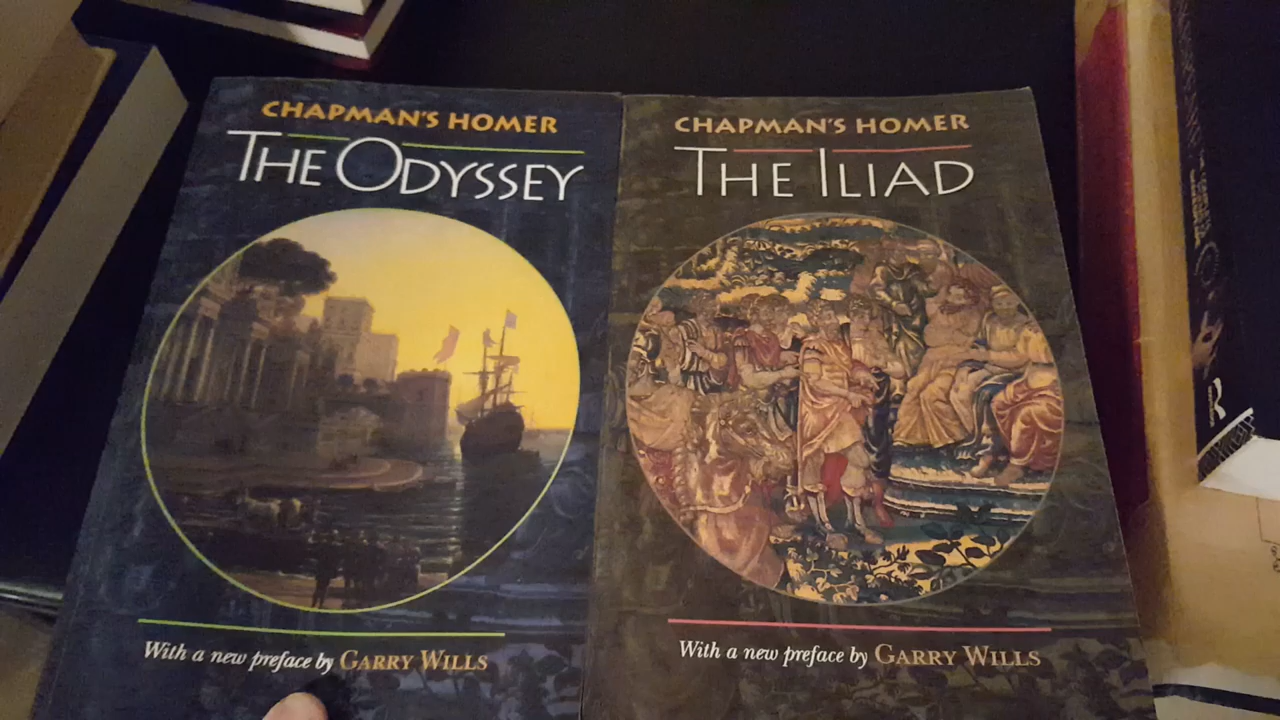 CHAPMAN'S HOMER
THE ODYSSEY
With a new preface by GARRY WILLS
CHAPMAN'S HOMER
THE ILIAD
With a new preface by GARRY WILLS